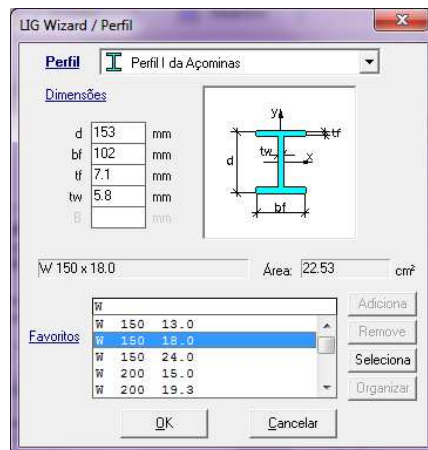 LIG Wizard / Perfil
Perfil
Perfil I da Açominas
Dimensões
d 153 mm
bf 102 mm
tf 7.1 mm
tw 5.8 mm
B mm
y
tf
tw
x
d
bf
W 150 x 18.0
Área: 22.53 cm²
W
Adiciona
Favoritos
W 150 13.0
W 150 18.0
W 150 24.0
W 200 15.0
W 200 19.3
Remove
Seleciona
Organizar
OK
Cancelar